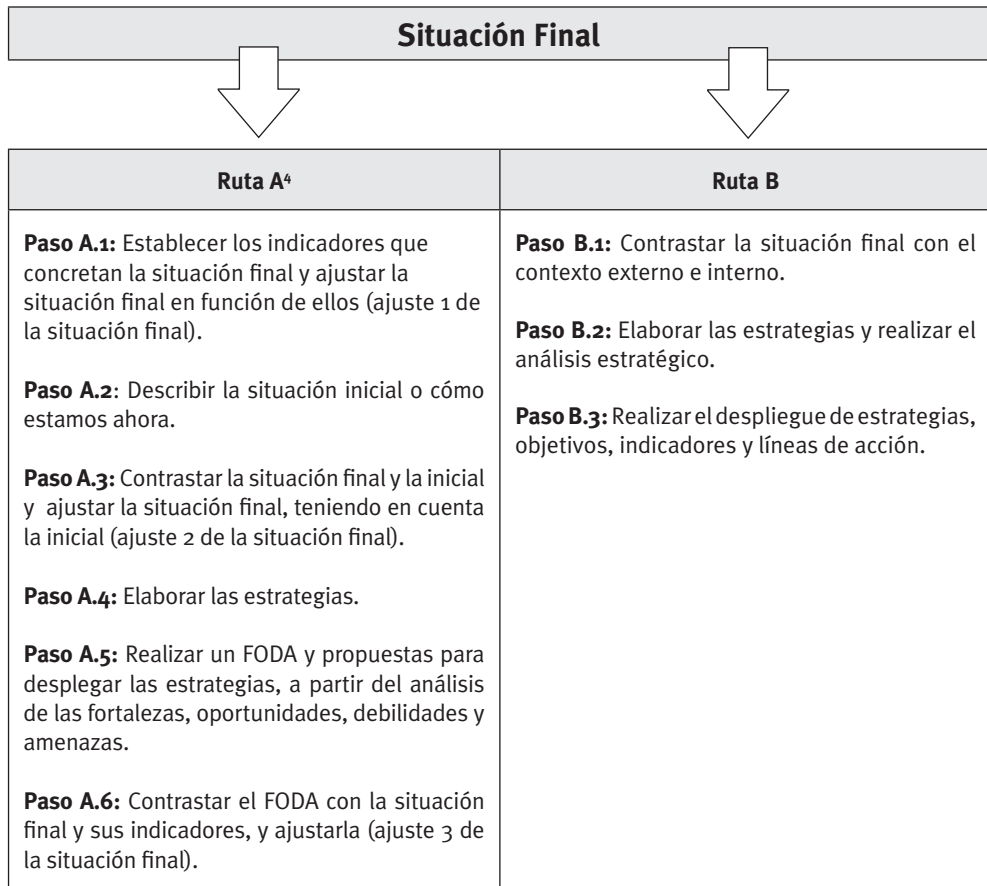 Situación Final
Ruta A⁴
Paso A.1: Establecer los indicadores que
concretan la situación final y ajustar la
situación final en función de ellos (ajuste 1 de
la situación final).
Paso A.2: Describir la situación inicial o cómo
estamos ahora.
Paso A.3: Contrastar la situación final y la inicial
y ajustar la situación final, teniendo en cuenta
la inicial (ajuste 2 de la situación final).
Paso A.4: Elaborar las estrategias.
Paso A.5: Realizar un FODA y propuestas para
desplegar las estrategias, a partir del análisis
de las fortalezas, oportunidades, debilidades y
amenazas.
Paso A.6: Contrastar el FODA con la situación
final y sus indicadores, y ajustarla (ajuste 3 de
la situación final).
Ruta B
Paso B.1: Contrastar la situación final con el
contexto externo e interno.
Paso B.2: Elaborar las estrategias y realizar el
análisis estratégico.
Paso B.3: Realizar el despliegue de estrategias,
objetivos, indicadores y líneas de acción.